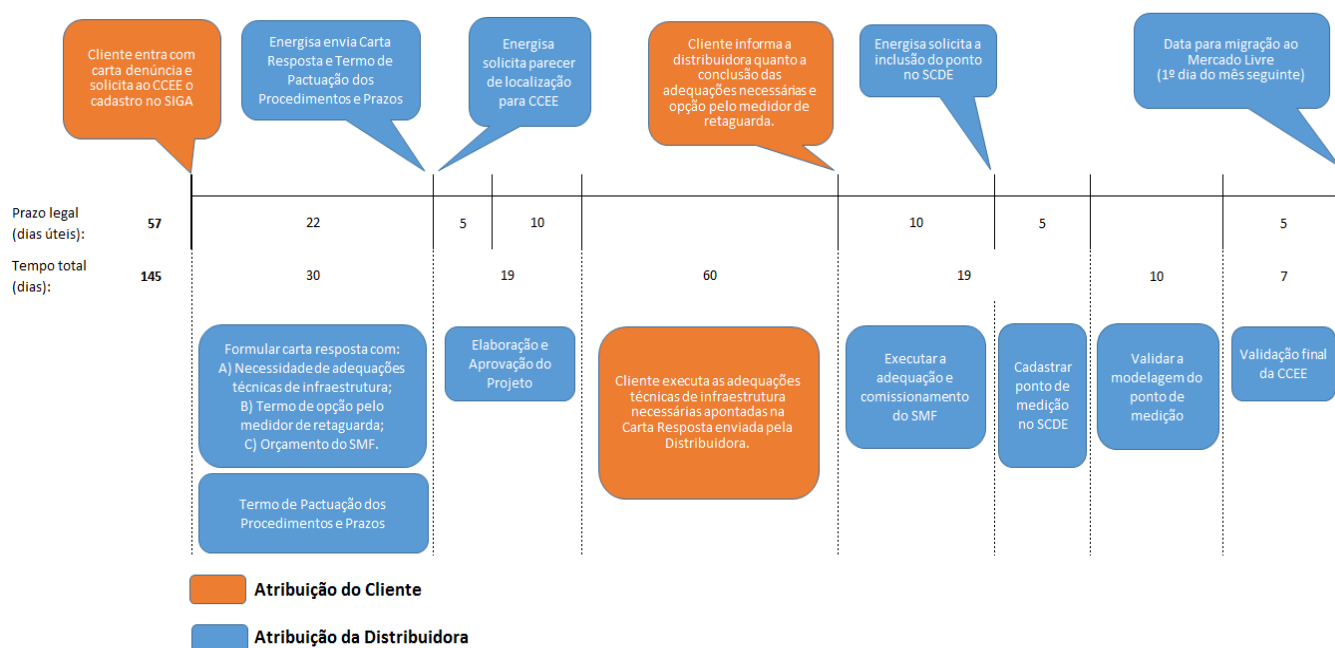 Cliente entra com
carta denúncia e
solicita ao CCEE o
cadastro no SIGA
Energisa envia Carta
Resposta e Termo de
Pactuação dos
Procedimentos e Prazos
Energisa
solicita parecer
de localização
para CCEE
Cliente informa a
distribuidora quanto a
conclusão das
adequações necessárias e
opção pelo medidor de
retaguarda.
Energisa solicita a
inclusão do ponto
no SCDE
Data para migração ao
Mercado Livre
(1º dia do mês seguinte)
Prazo legal
(dias úteis):
57
22
5
10
10
5
5
Tempo total
(dias):
145
30
19
60
19
10
7
Formular carta resposta com:
A) Necessidade de adequações
técnicas de infraestrutura;
B) Termo de opção pelo
medidor de retaguarda;
C) Orçamento do SMF.
Termo de Pactuação dos
Procedimentos e Prazos
Elaboração e
Aprovação do
Projeto
Cliente executa as adequações
técnicas de infraestrutura
necessárias apontadas na
Carta Resposta enviada pela
Distribuidora.
Executar a
adequação e
comissionamento
do SMF
Cadastrar
ponto de
medição
no SCDE
Validar a
modelagem do
ponto de
medição
Validação final
da CCEE
Atribuição do Cliente
Atribuição da Distribuidora